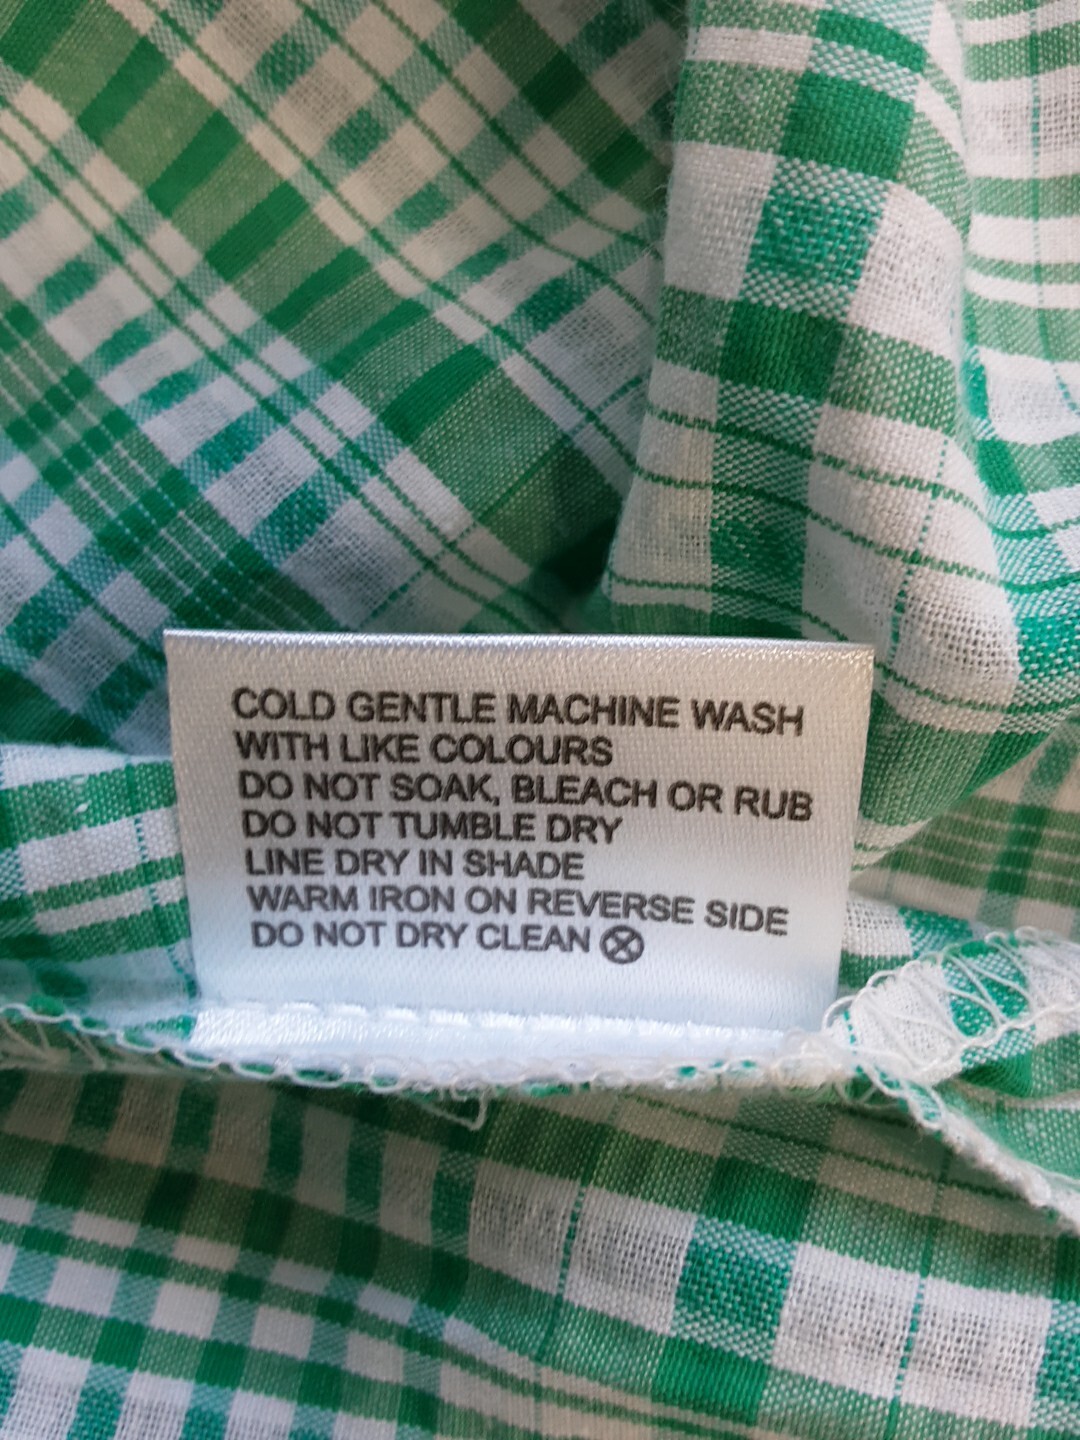 COLD GENTLE MACHINE WASH
WITH LIKE COLOURS
DO NOT SOAK, BLEACH OR RUB
DO NOT TUMBLE DRY
LINE DRY IN SHADE
WARM IRON ON REVERSE SIDE
DO NOT DRY CLEAN